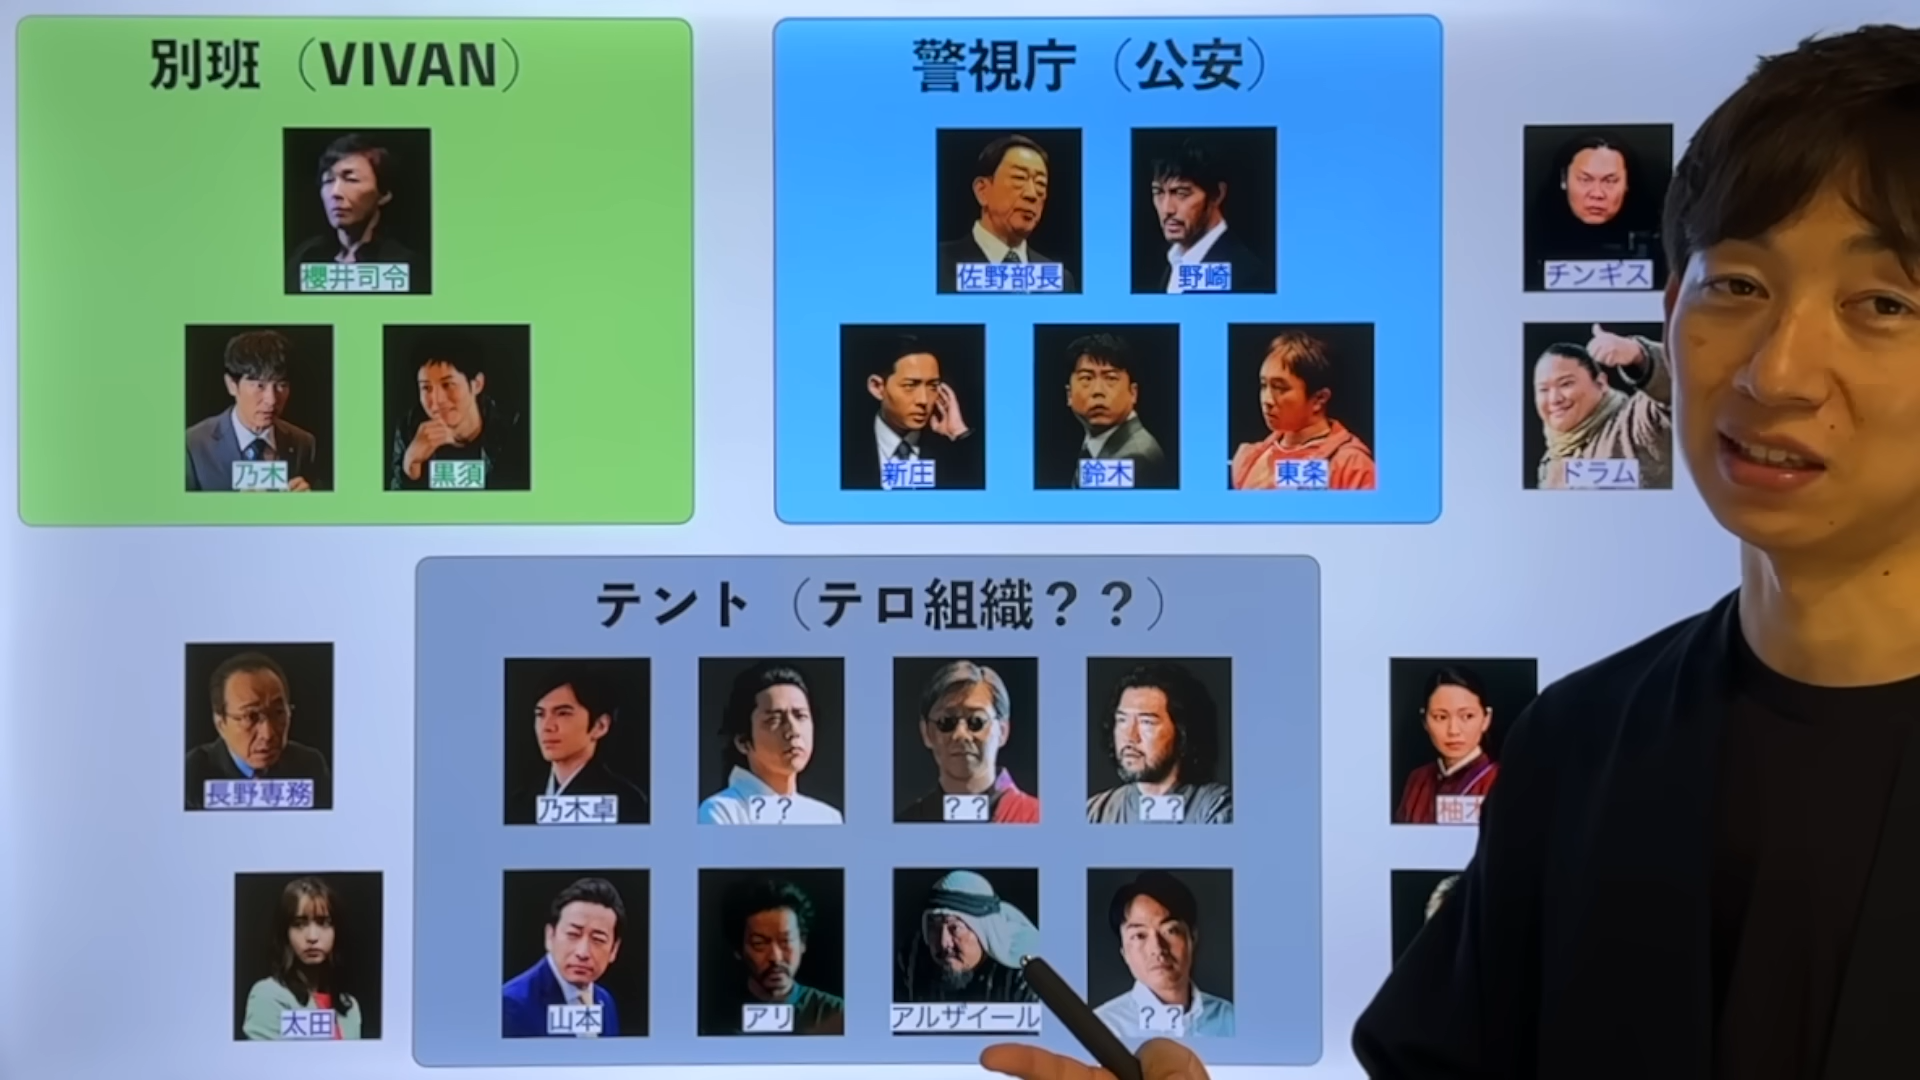 別班（VIVAN）
警視庁（公安）
櫻井司令
佐野部長
野崎
チンギス
乃木
黒須
新庄
鈴木
東条
ドラム
テント（テロ組織？？）
長野専務
乃木卓
？？
？？
？？
柚木
太田
山本
アリ
アルザイール
？？